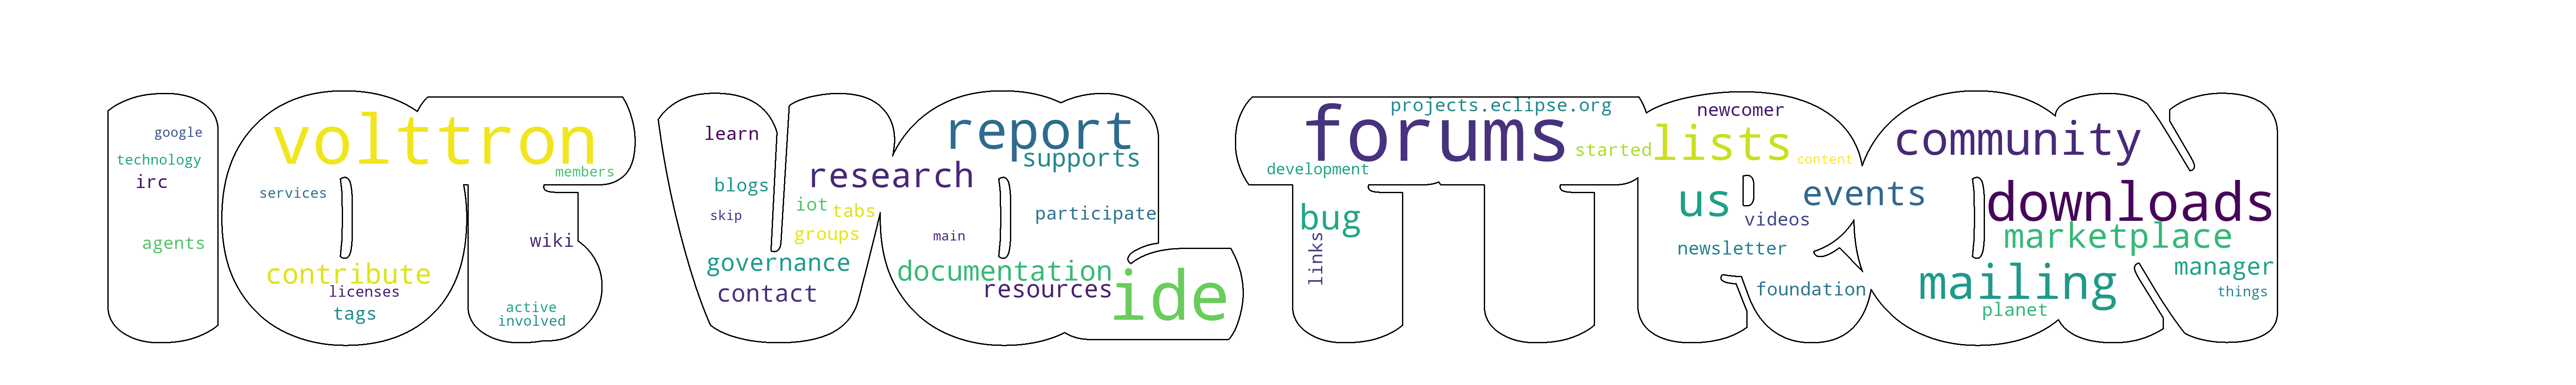 IOT VOLTTRON
google
technology
irc
agents
volttron
members
services
contribute
licenses
tags
wiki
active
involved
learn
blogs
skip
research
iot
tabs
groups
governance
contact
report
supports
participate
main
documentation
resources
ide
projects.eclipse.org
forums
development
started
bug
links
newcomer
lists
content
us
events
videos
newsletter
foundation
community
downloads
marketplace
manager
mailing
things
planet